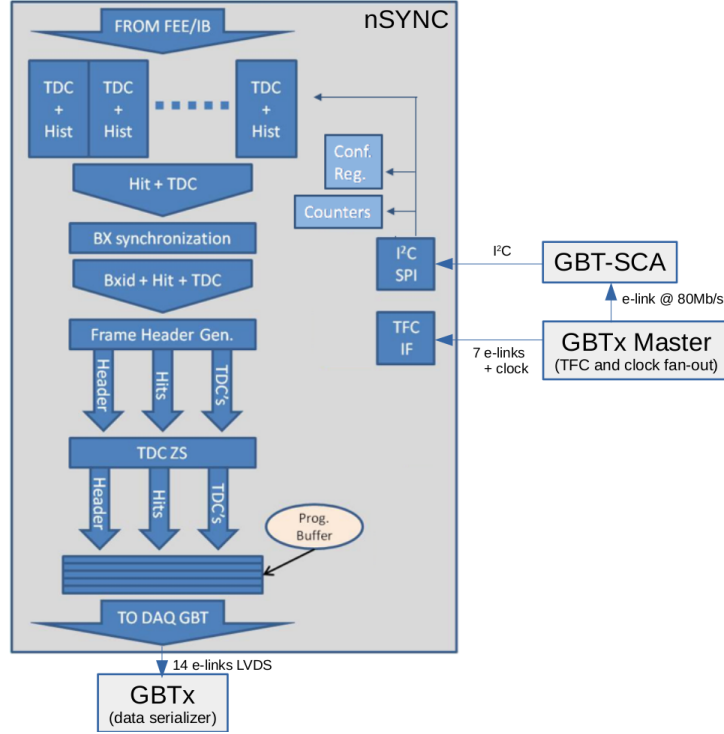 nSYNC
FROM FEE/IB
TDC
+
Hist
TDC
+
Hist
TDC
+
Hist
Conf.
Reg.
Hit + TDC
Counters
BX synchronization
I²C
SPI
I²C
GBT-SCA
Bxid + Hit + TDC
e-link @ 80Mb/s
Frame Header Gen.
TFC
IF
7 e-links
+ clock
GBTx Master
(TFC and clock fan-out)
Header
Hits
TDC's
TDC ZS
Header
Hits
TDC's
Prog.
Buffer
TO DAQ GBT
14 e-links LVDS
GBTx
(data serializer)